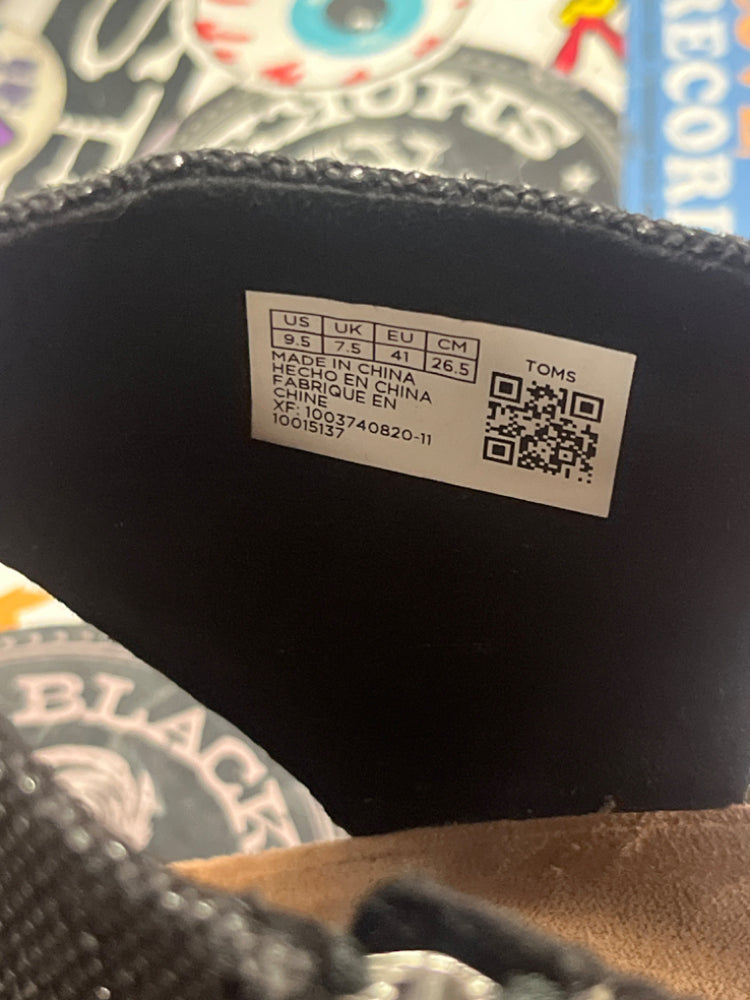 RECOR
US UK EU CM
9.5 7.5 41 26.5
MADE IN CHINA
HECHO EN CHINA
FABRIQUE EN
CHINE
XF: 1003740820-11
10015137
TOMS
BLACK